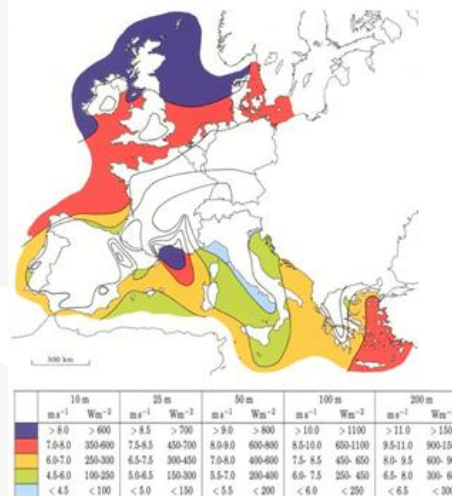 500 km
10 m 25 m 50 m 100 m 200 m
ms⁻¹ Wm⁻² ms⁻¹ Wm⁻² ms⁻¹ Wm⁻² ms⁻¹ Wm⁻² ms⁻¹
> 8.0 > 600 > 8.5 > 700 > 9.0 > 800 > 10.0 > 1100 > 11.0
7.0-8.0 350-600 7.5-8.5 450-700 8.0-9.0 600-800 8.5-10.0 650-1100 9.5-11.0
6.0-7.0 250-300 6.5-7.5 300-450 7.0-8.0 400-600 7.5- 8.5 450- 650 8.0- 9.5
4.5-6.0 100-250 5.0-6.5 150-300 5.5-7.0 200-400 6.0- 7.5 250- 450 6.5- 8.0
< 4.5 < 100 < 5.0 < 150 < 5.5 < 200 < 6.0 < 250 < 6.5